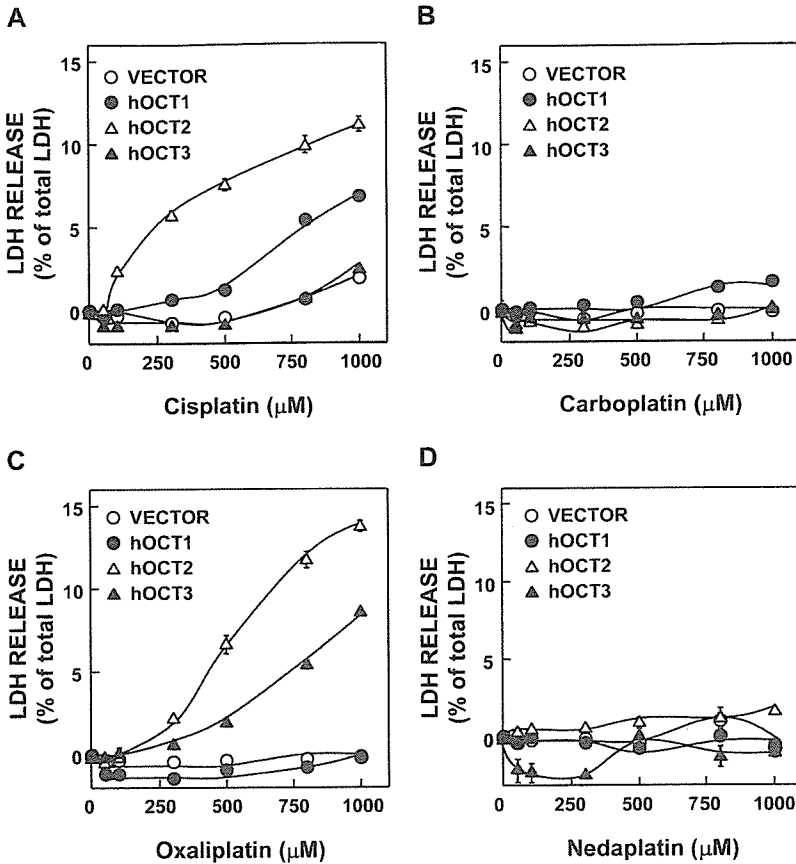 A
LDH RELEASE
(% of total LDH)
15
10
5
0
VECTOR
hOCT1
hOCT2
hOCT3
0
250
500
750
1000
Cisplatin (μM)
B
LDH RELEASE
(% of total LDH)
15
10
5
0
VECTOR
hOCT1
hOCT2
hOCT3
0
250
500
750
1000
Carboplatin (μM)
C
LDH RELEASE
(% of total LDH)
15
10
5
0
VECTOR
hOCT1
hOCT2
hOCT3
0
250
500
750
1000
Oxaliplatin (μM)
D
LDH RELEASE
(% of total LDH)
15
10
5
0
VECTOR
hOCT1
hOCT2
hOCT3
0
250
500
750
1000
Nedaplatin (μM)